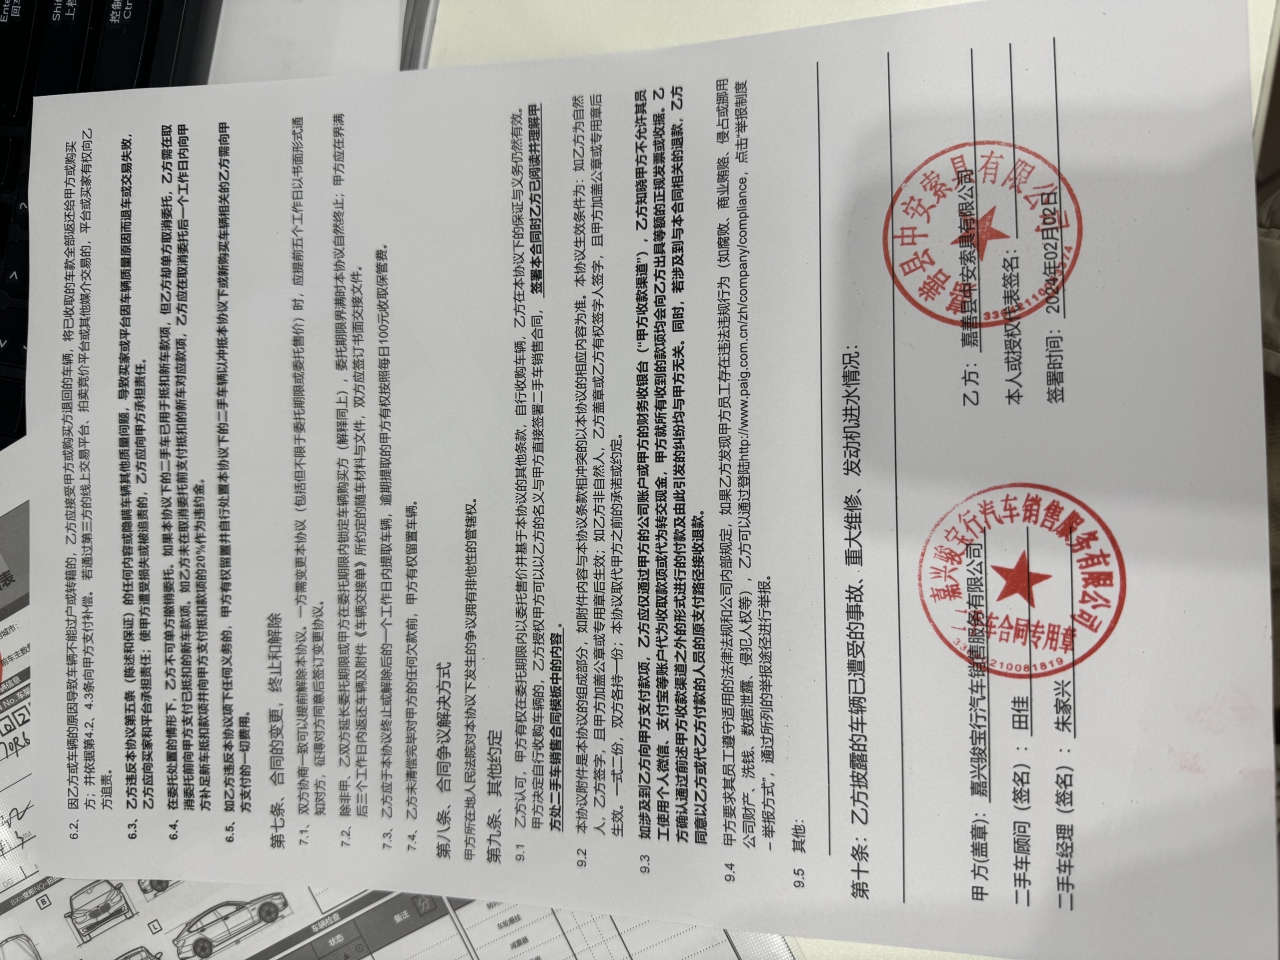 6.2、 因乙方或车辆的原因导致车辆不能过户或转籍的，乙方应接受甲方或购买方退回的车辆，将已收取的车款全部返还给甲方或购买
方；并依据第4.2、4.3条向甲方支付补偿。 若通过第三方的线上交易平台、拍卖竞价平台或其他媒介交易的，平台或买家有权向乙
方追责。
6.3、 乙方违反本协议第五条（陈述和保证）的任何内容或隐瞒车辆其他质量问题，导致买家或平台因车辆质量原因而退车或交易失败，
乙方应向买家和平台承担责任；使甲方遭受损失或被追责的，乙方应向甲方承担责任。
6.4、 在委托处置的情形下，乙方不可单方撤销委托。如果本协议下的二手车已用于抵扣新车款项，但乙方却单方取消委托，乙方需在取
消委托前向甲方支付已抵扣的新车款项。如乙方未在取消委托前支付抵扣的新车对应款项，乙方应在取消委托后一个工作日内向甲
方补足新车抵扣款项并向甲方支付抵扣款项的20%作为违约金。
6.5、 如乙方违反本协议项下任何义务的，甲方有权留置并自行处置本协议下的二手车辆以冲抵本协议下或新购买车辆相关的乙方需向甲
方支付的一切费用。
第七条、 合同的变更，终止和解除
7.1、 双方协商一致可以提前解除本协议。一方需变更本协议（包括但不限于委托期限或委托售价）时，应提前五个工作日以书面形式通
知对方，征得对方同意后签订变更协议。
7.2、 除非甲、乙双方延长委托期限或甲方在委托期限内锁定车辆购买方（解释同上），委托期限界满时本协议自然终止；甲方应在界满
后三个工作日内返还车辆及附件《车辆交接单》所约定的随车材料与文件，双方应签订书面交接文件。
7.3、 乙方应于本协议终止或解除后的一个工作日内提取车辆，逾期提取的甲方有权按照每日100元收取保管费。
7.4、 乙方未清偿完毕对甲方的任何欠款前，甲方有权留置车辆。
第八条、 合同争议解决方式
甲方所在地人民法院对本协议下发生的争议拥有排他性的管辖权。
第九条、 其他约定
9.1 乙方认可，甲方有权在委托期限内以委托售价并基于本协议的其他条款，自行收购车辆，乙方在本协议下的保证与义务仍然有效。
甲方决定自行收购车辆的，乙方授权甲方可以以乙方的名义与甲方直接签署二手车销售合同，签署本合同时乙方已阅读并理解甲
方处二手车销售合同模板中的内容。
9.2 本协议附件是本协议的组成部分，如附件内容与本协议条款相冲突的以本协议的相应内容为准。本协议生效条件为：如乙方为自然
人，乙方签字，且甲方加盖公章或专用章后生效；如乙方非自然人，乙方盖章或乙方有权签字人签字，且甲方加盖公章或专用章后
生效。一式二份，双方各持一份；本协议取代甲方之前的承诺或约定。
9.3 如涉及到乙方向甲方支付款项，乙方应仅通过甲方的公司账户或甲方的财务收银台（“甲方收款渠道”），乙方知晓甲方不允许其员
工使用个人微信、支付宝等账户代为收取款项或代为转交现金，甲方就所有收到的款项均会向乙方出具等额的正规发票或收据。乙
方确认通过前述甲方收款渠道之外的形式进行的付款及由此引发的纠纷均与甲方无关。同时，若涉及到与本合同相关的退款，乙方
同意以乙方或代乙方付款的人员的原支付路径接收退款。
9.4 甲方要求其员工遵守适用的法律法规和公司内部规定，如果乙方发现甲方员工存在违法违规行为（如腐败、商业贿赂、侵占或挪用
公司财产、洗钱、数据泄露、侵犯人权等），乙方可以通过登陆http://www.paig.com.cn/zh/company/compliance，点击“举报制度
– 举报方式”，通过所列的举报途径进行举报。
9.5 其他：
第十条：乙方披露的车辆已遭受的事故、重大维修、发动机进水情况：
甲 方(盖章)： 嘉兴骏宝行汽车销售服务有限公司
二手车顾问（签名）： 田佳
二手车经理（签名）： 朱家兴
乙 方： 嘉善县中安索具有限公司
本人或授权代表签名：
签署时间： 2024年02月02日
嘉兴骏宝行汽车销售服务有限公司
车合同专用章
210081819
嘉善县中安索具有限公司